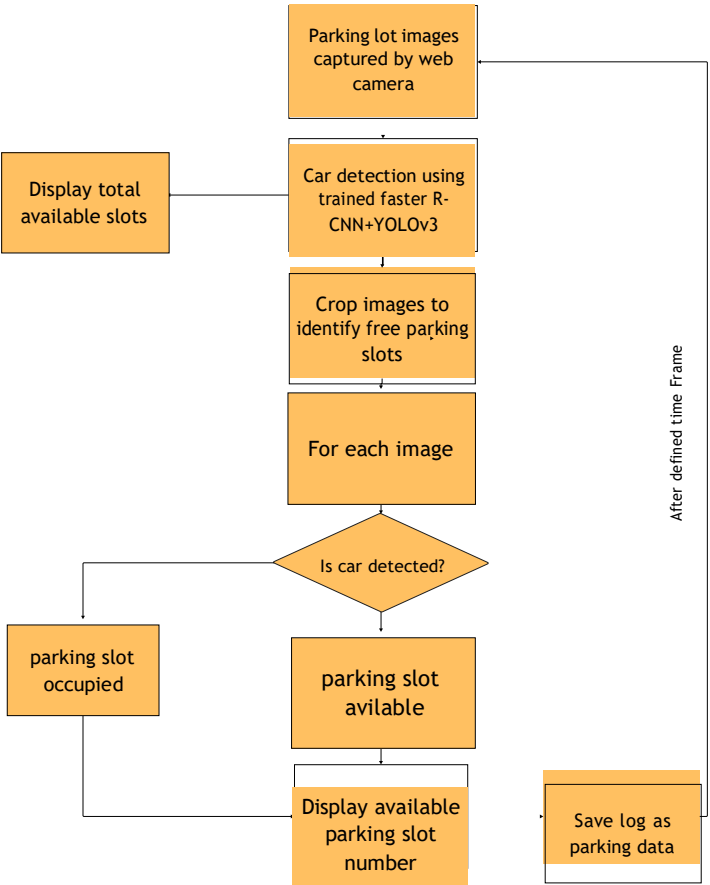 Parking lot images
captured by web
camera
Car detection using
trained faster R-
CNN+YOLOv3
Display total
available slots
Crop images to
identify free parking
slots
For each image
After defined time Frame
Is car detected?
parking slot
occupied
parking slot
avilable
Display available
parking slot
number
Save log as
parking data